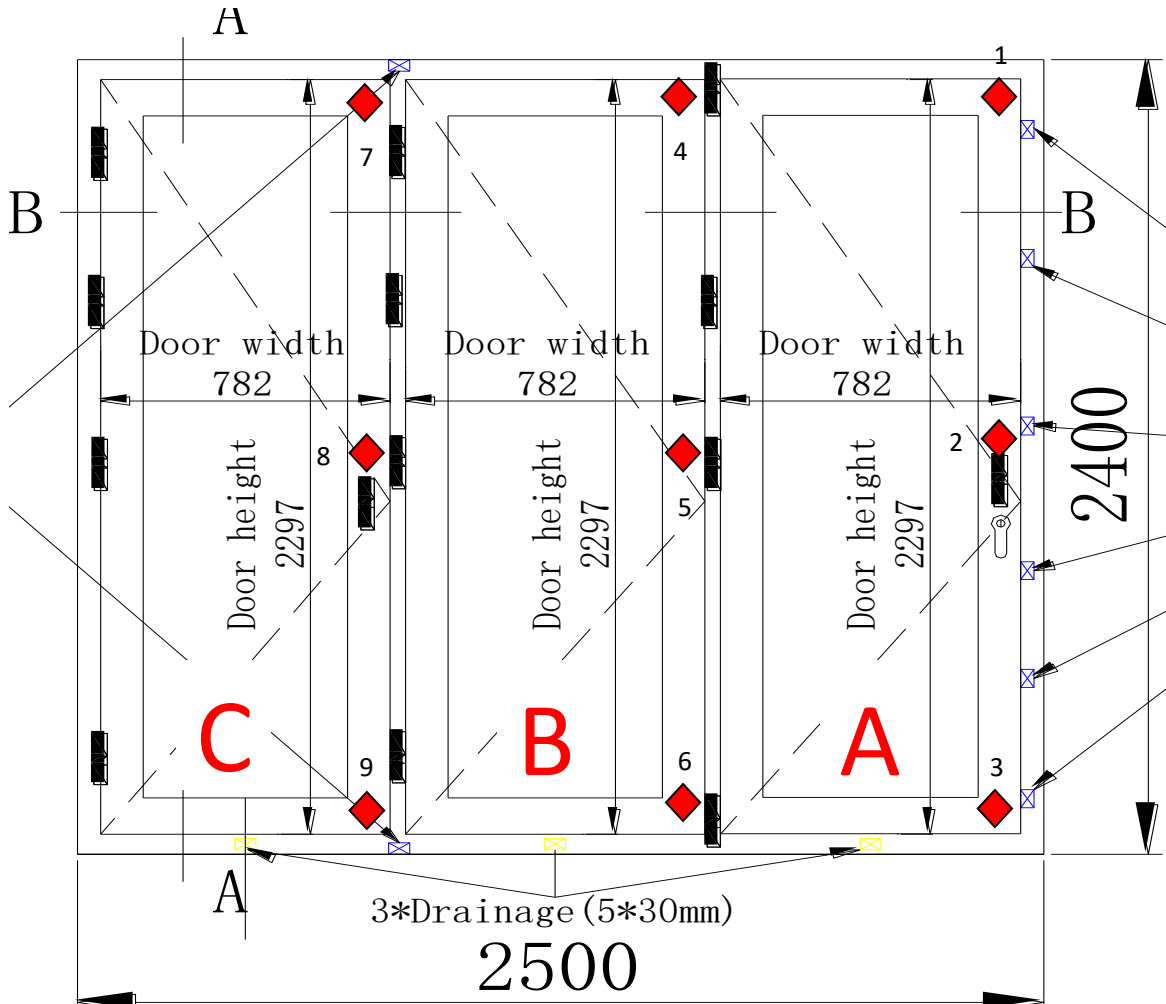 A
1
7
4
B
B
Door width
782
Door width
782
Door width
782
2400
2
8
5
Door height
2297
Door height
2297
Door height
2297
C
B
A
9
6
3
A
3*Drainage(5*30mm)
2500